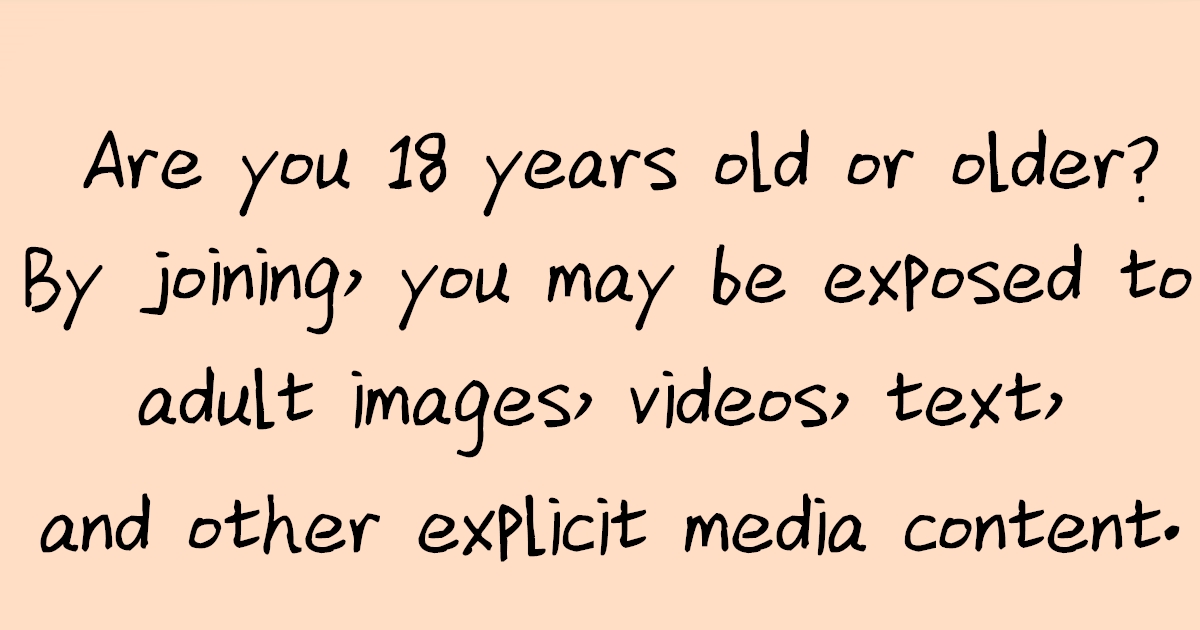 Are you 18 years old or older?
By joining, you may be exposed to
adult images, videos, text,
and other explicit media content.